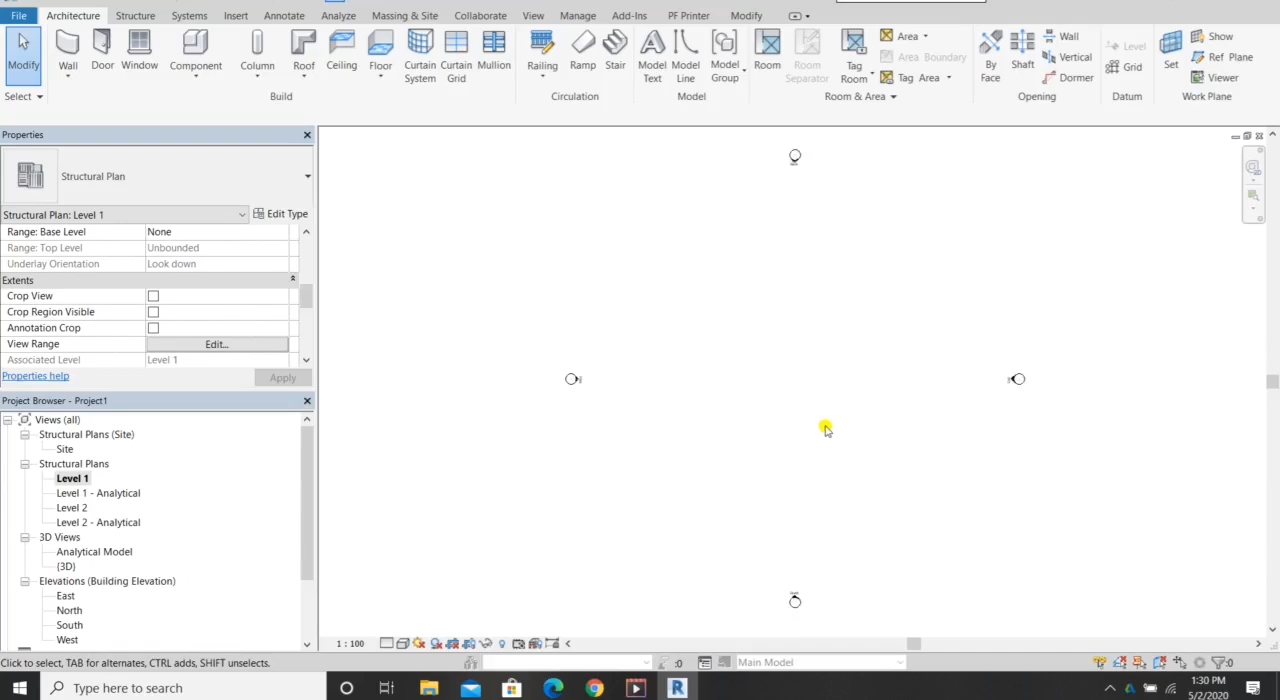 File Architecture Structure Systems Insert Annotate Analyze Massing & Site Collaborate View Manage Add-Ins PF Printer Modify
Modify Wall Door Window Component Column Roof Ceiling Floor Curtain System Curtain Grid Mullion Railing Ramp Stair Model Text Model Line Model Group Room Room Separator Tag Room Area Area Boundary Tag Area By Face Shaft Wall Vertical Dormer Level Grid Set Show Ref Plane Viewer
Select Build Circulation Model Room & Area Opening Datum Work Plane
Properties
Structural Plan
Structural Plan: Level 1 Edit Type
Range: Base Level None
Range: Top Level Unbounded
Underlay Orientation Look down
Extents
Crop View
Crop Region Visible
Annotation Crop
View Range Edit...
Associated Level Level 1
Properties help Apply
Project Browser - Project1
Views (all)
Structural Plans (Site)
Site
Structural Plans
Level 1
Level 1 - Analytical
Level 2
Level 2 - Analytical
3D Views
Analytical Model
{3D}
Elevations (Building Elevation)
East
North
South
West
1 : 100
Click to select, TAB for alternates, CTRL adds, SHIFT unselects. :0 Main Model :0
Type here to search
1:30 PM
5/2/2020